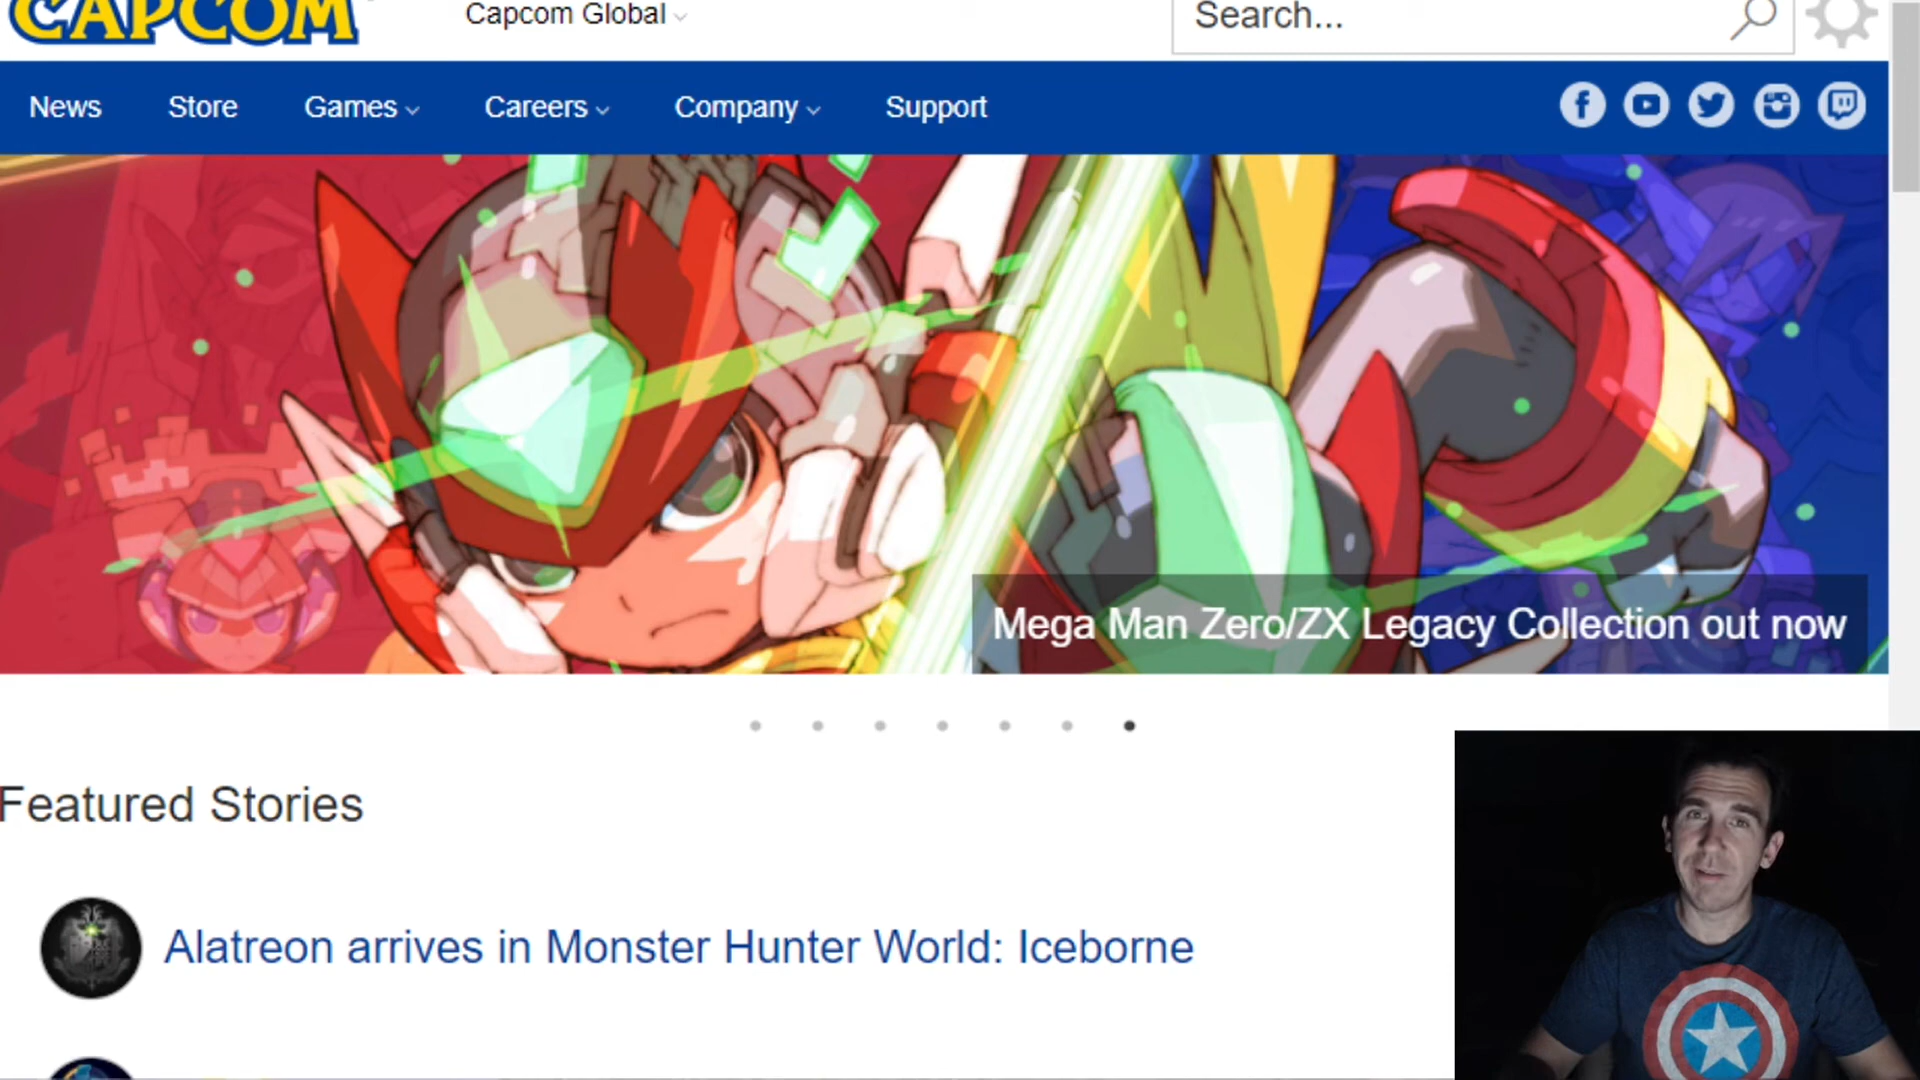 CAPCOM
Capcom Global
Search...
News Store Games Careers Company Support
Mega Man Zero/ZX Legacy Collection out now
Featured Stories
Alatreon arrives in Monster Hunter World: Iceborne